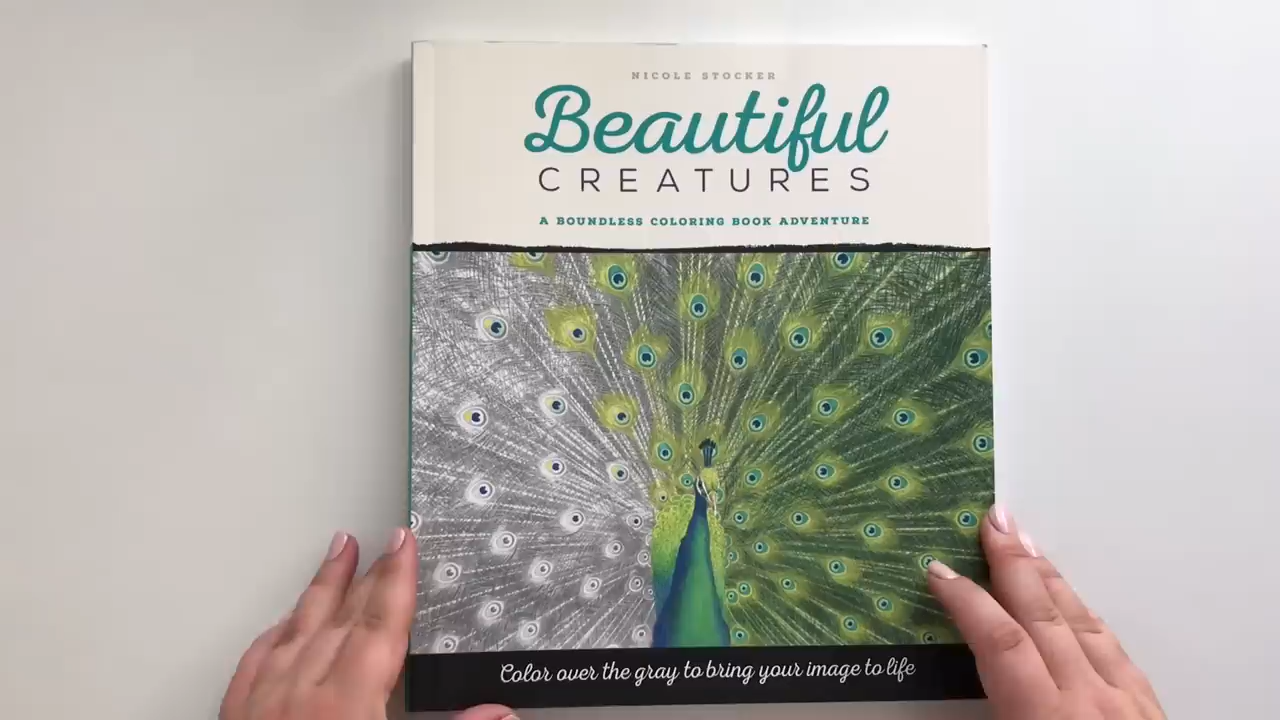 NICOLE STOCKER
Beautiful
CREATURES
A BOUNDLESS COLORING BOOK ADVENTURE
Color over the gray to bring your image to life